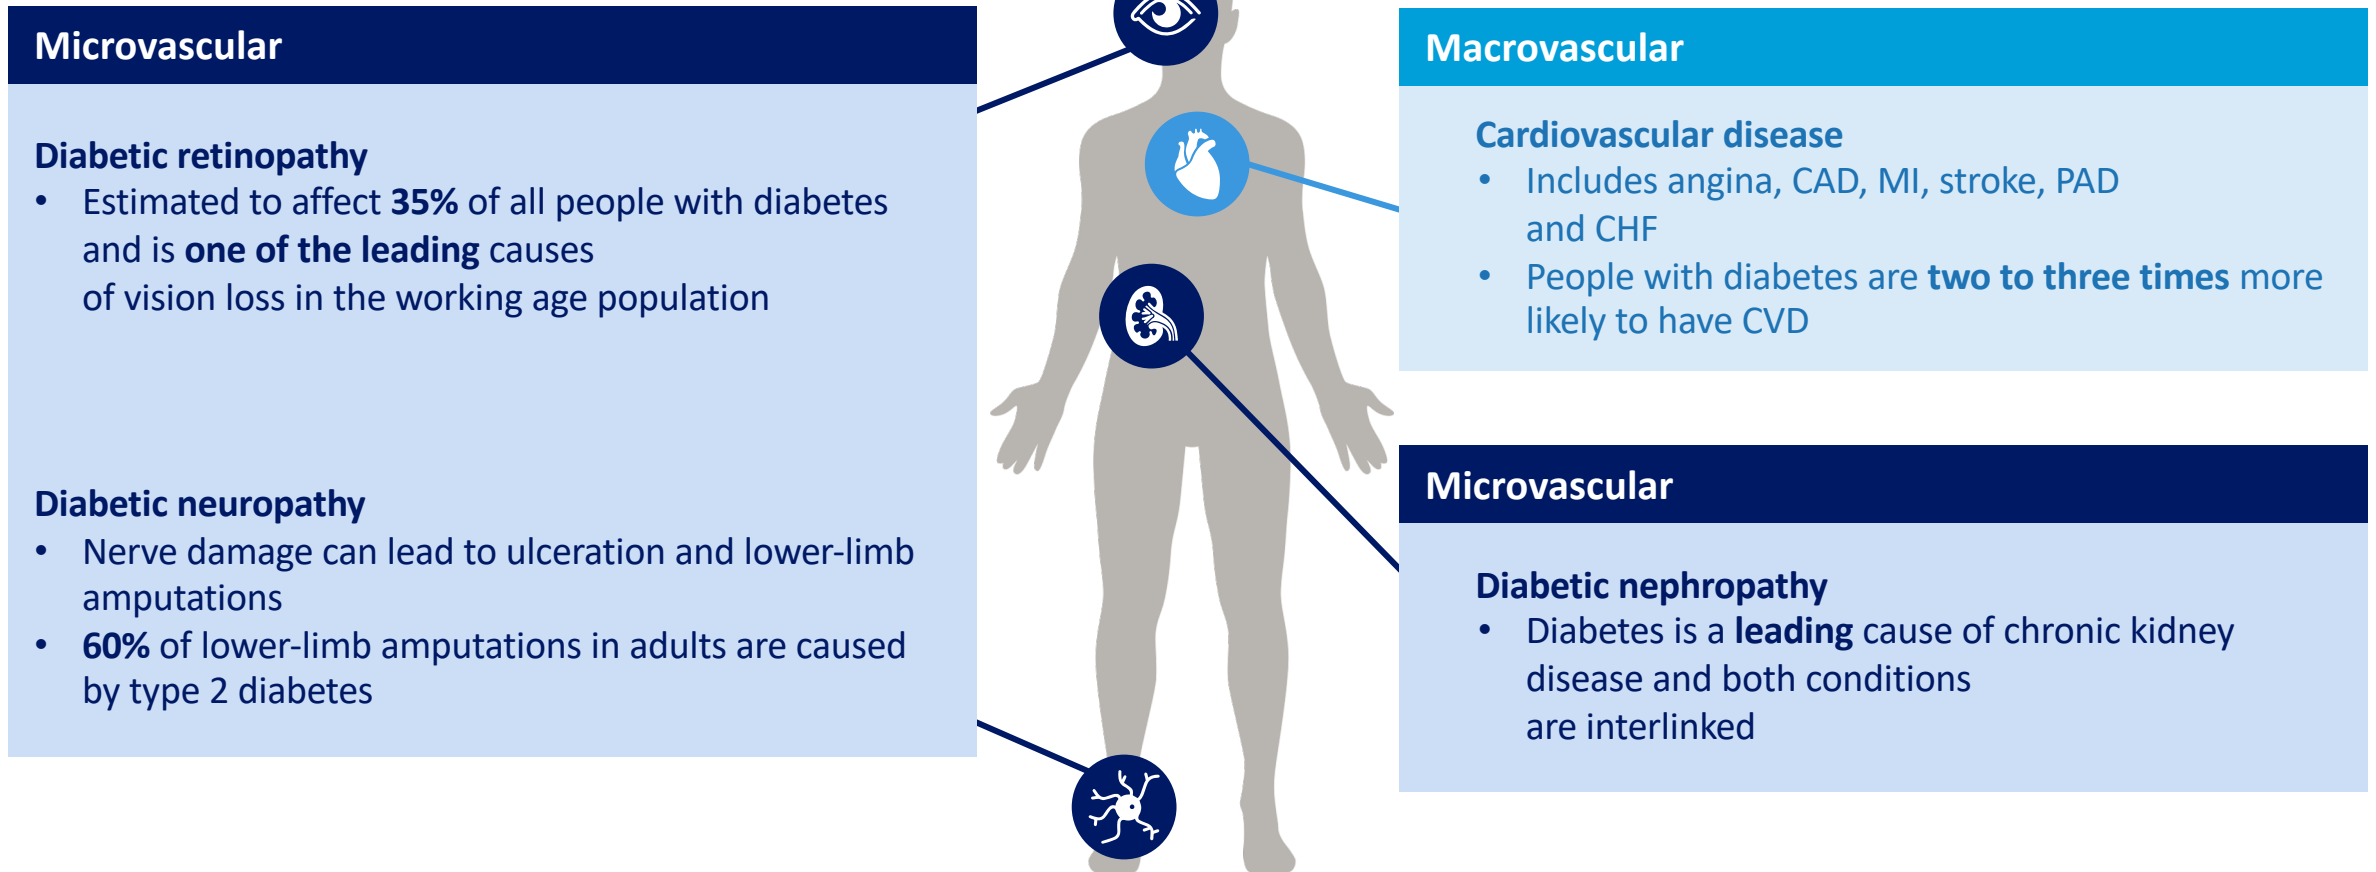 Microvascular
Diabetic retinopathy
• Estimated to affect 35% of all people with diabetes
and is one of the leading causes
of vision loss in the working age population
Diabetic neuropathy
• Nerve damage can lead to ulceration and lower-limb
amputations
• 60% of lower-limb amputations in adults are caused
by type 2 diabetes
Macrovascular
Cardiovascular disease
• Includes angina, CAD, MI, stroke, PAD
and CHF
• People with diabetes are two to three times more
likely to have CVD
Microvascular
Diabetic nephropathy
• Diabetes is a leading cause of chronic kidney
disease and both conditions
are interlinked